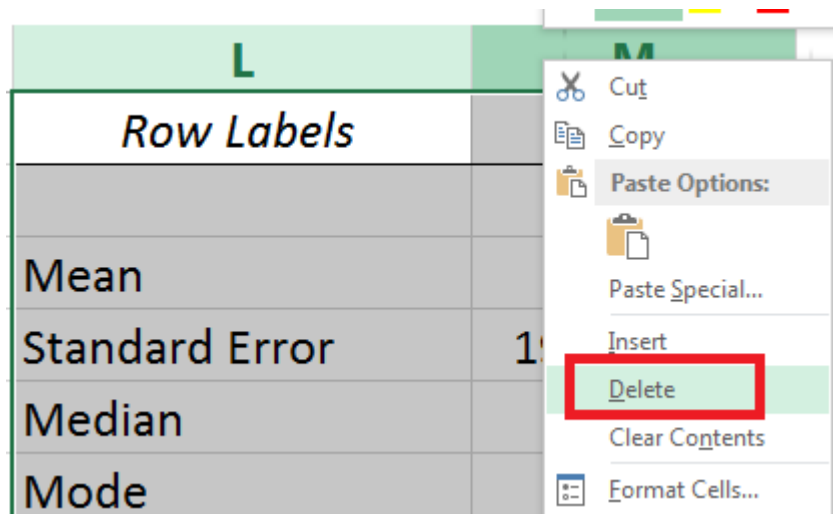 L
M
Row Labels
Mean
Standard Error
Median
Mode
Cut
Copy
Paste Options:
Paste Special...
Insert
Delete
Clear Contents
Format Cells...